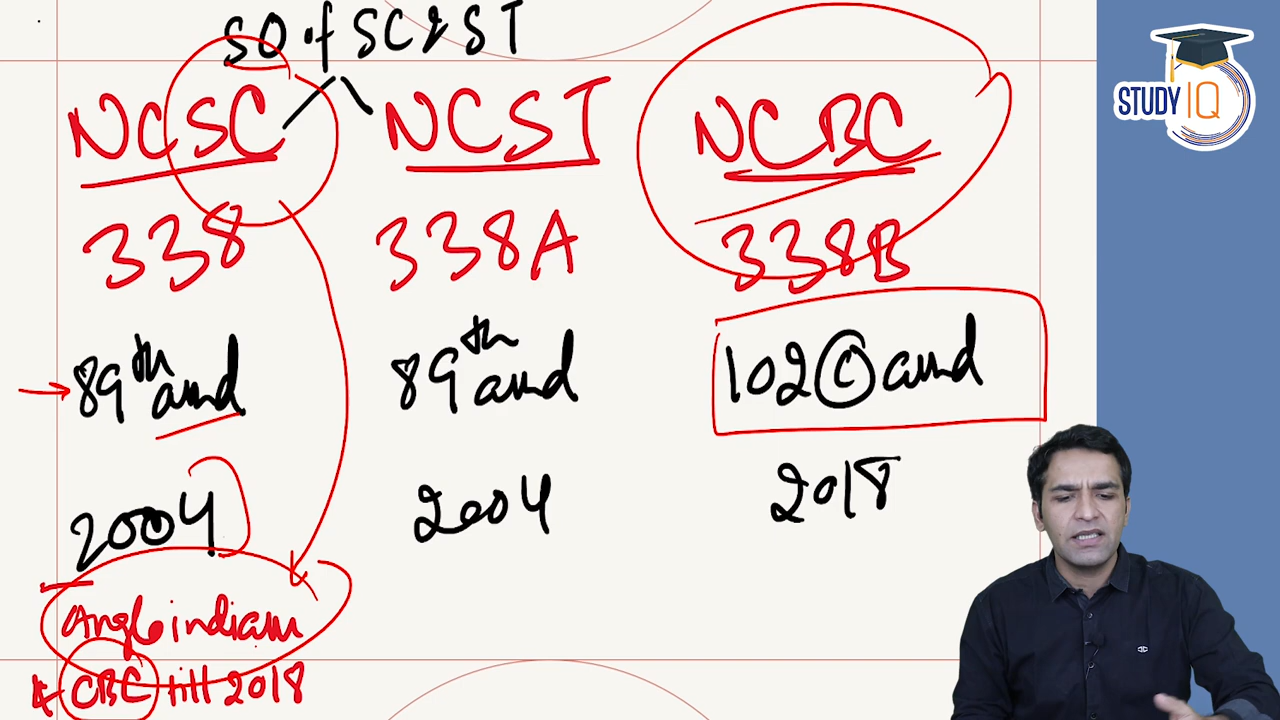 SO of SC & ST
NCSC NCST NCBC
338 338A 338B
89th amd 89th amd 102 C amd
2004 2004 2018
Anglo indian
& CBC till 2018
STUDY IQ